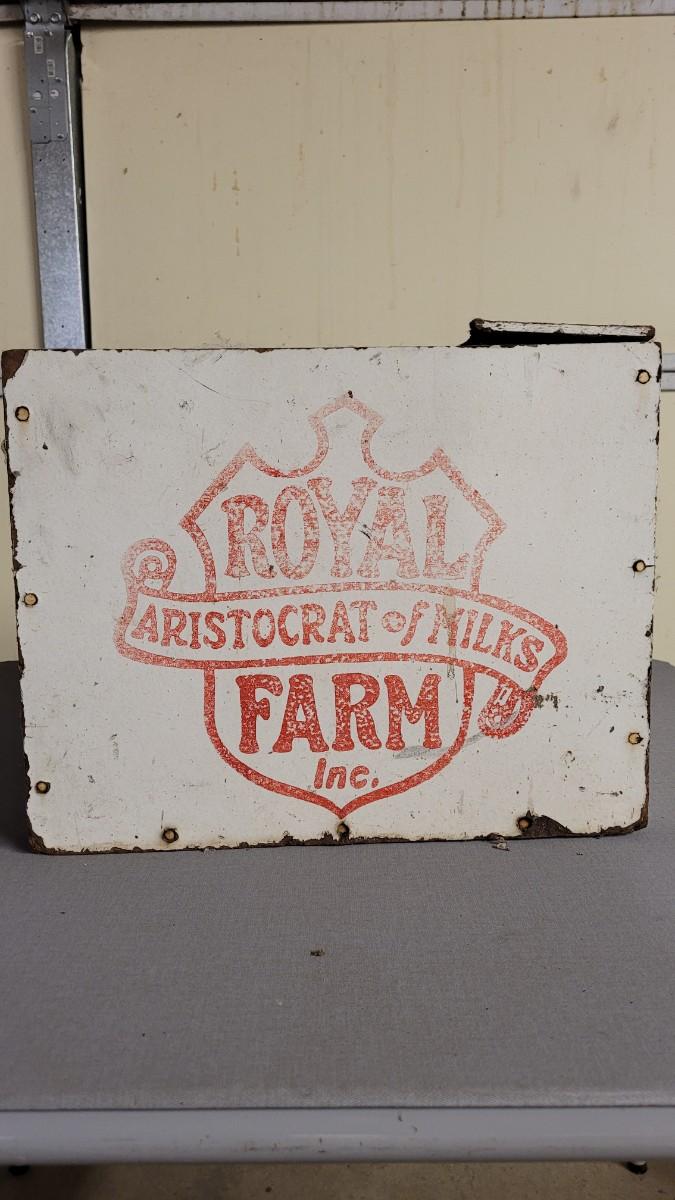 ROYAL
ARISTOCRAT of MILKS
FARM
Inc.